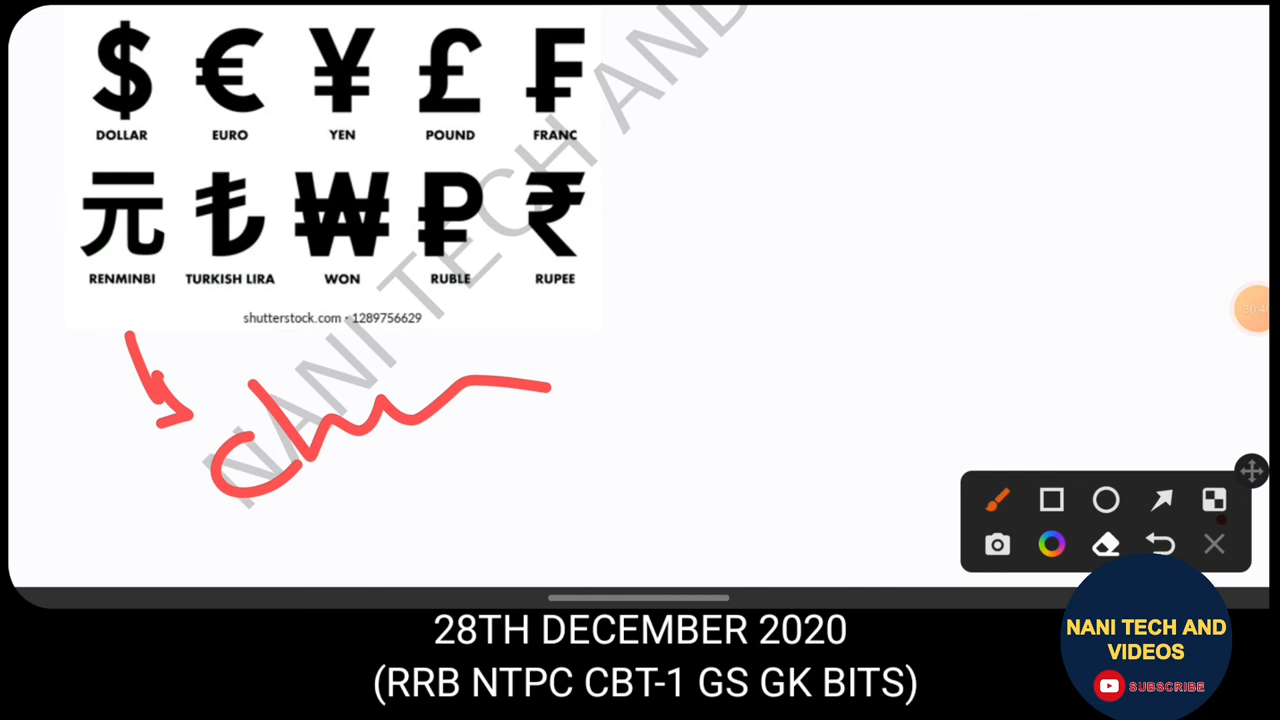 $ € ¥ £ ₣
DOLLAR EURO YEN POUND FRANC
元 ₺ ₩ ₽ ₹
RENMINBI TURKISH LIRA WON RUBLE RUPEE
shutterstock.com · 1289756629
NANI TECH AND
28TH DECEMBER 2020
(RRB NTPC CBT-1 GS GK BITS)
NANI TECH AND
VIDEOS
SUBSCRIBE